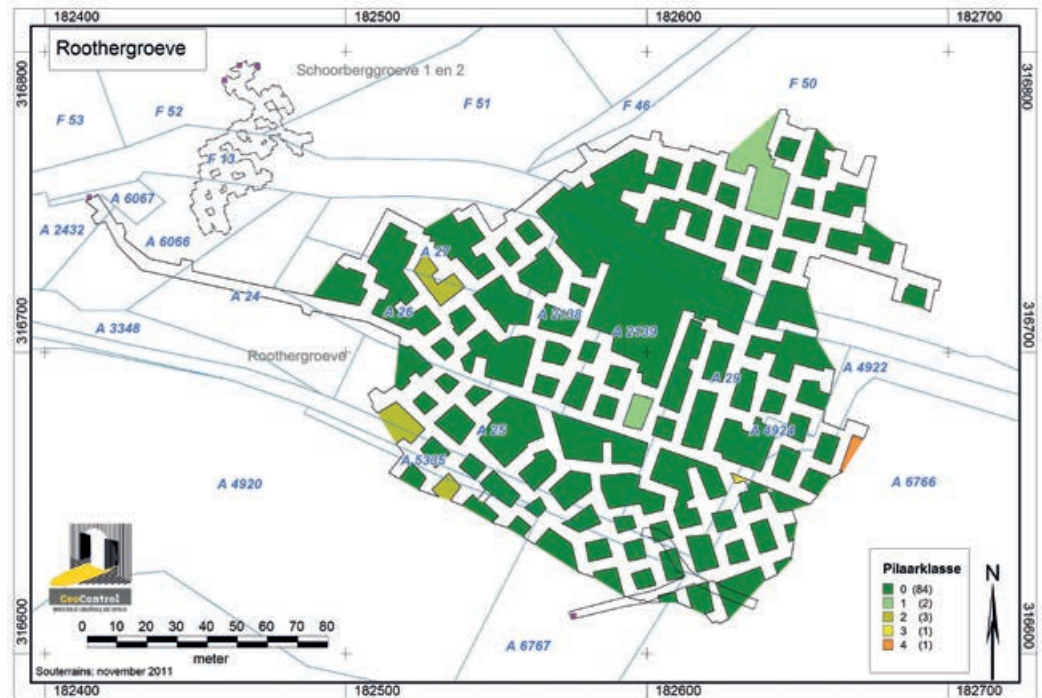 182400 182500 182600 182700
Roothergroeve
316800
316800
Schoorberggroeve 1 en 2
F 50
F 51
F 46
F 52
F 53
F 13
A 6067
A 2432
A 6066
A 27
A 24
A 26
A 2138
316700
316700
A 3348
A 2139
Roothergroeve
A 4922
A 29
A 25
A 4924
A 5335
A 4920
A 6766
Pilaarklasse
0 (84)
1 (2)
2 (3)
3 (1)
4 (1)
N
GeoControl
316600
316600
0 10 20 30 40 50 60 70 80
meter
A 6767
Souterrains; november 2011
182400 182500 182600 182700